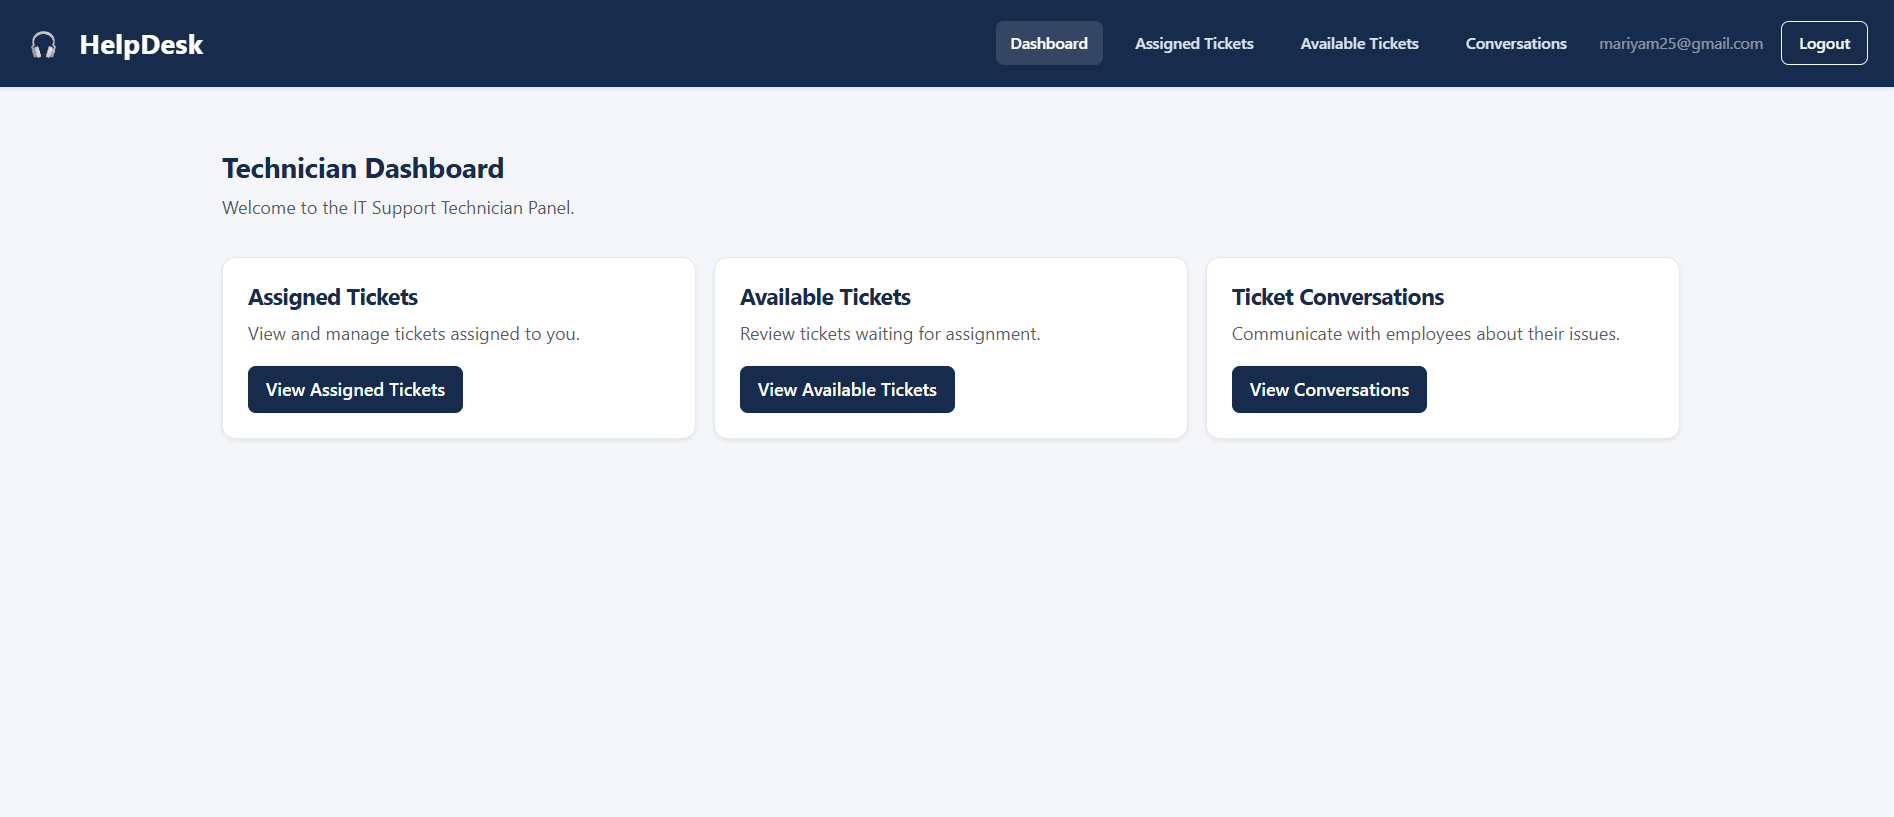 HelpDesk
Dashboard
Assigned Tickets
Available Tickets
Conversations
mariyam25@gmail.com
Logout
Technician Dashboard
Welcome to the IT Support Technician Panel.
Assigned Tickets
View and manage tickets assigned to you.
View Assigned Tickets
Available Tickets
Review tickets waiting for assignment.
View Available Tickets
Ticket Conversations
Communicate with employees about their issues.
View Conversations